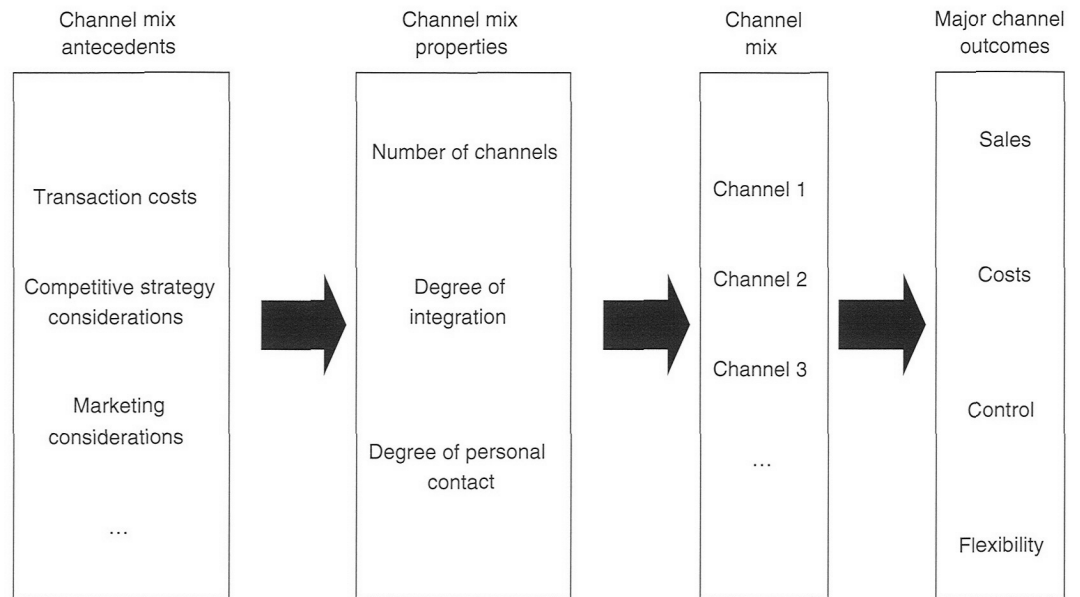 Channel mix
antecedents
Transaction costs
Competitive strategy
considerations
Marketing
considerations
...
Channel mix
properties
Number of channels
Degree of
integration
Degree of personal
contact
Channel
mix
Channel 1
Channel 2
Channel 3
...
Major channel
outcomes
Sales
Costs
Control
Flexibility